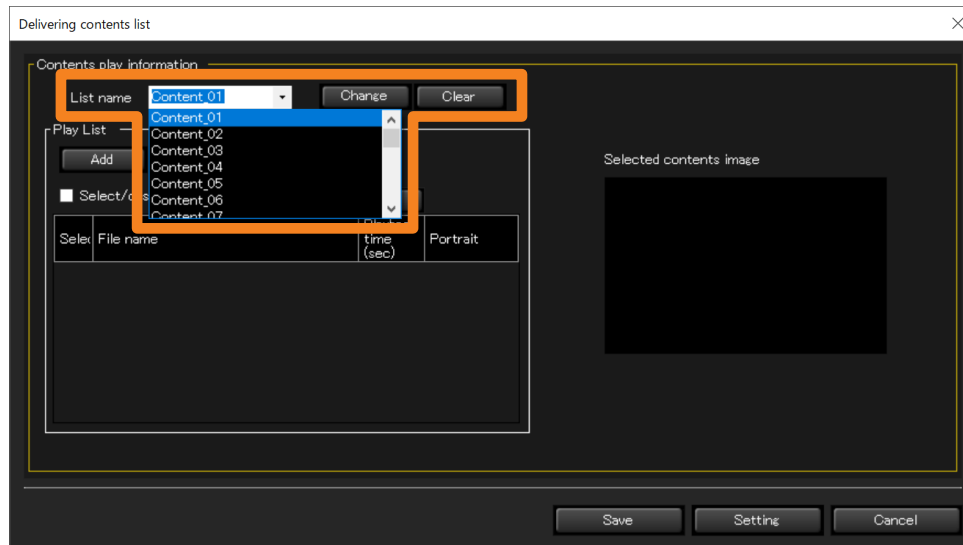 Delivering contents list
Contents play information
List name Content_01 Change Clear
Content_01
Content_02
Content_03
Content_04
Content_05
Content_06
Content_07
Play List
Add
Select/
File name
time
(sec)
Portrait
Selected contents image
Save Setting Cancel